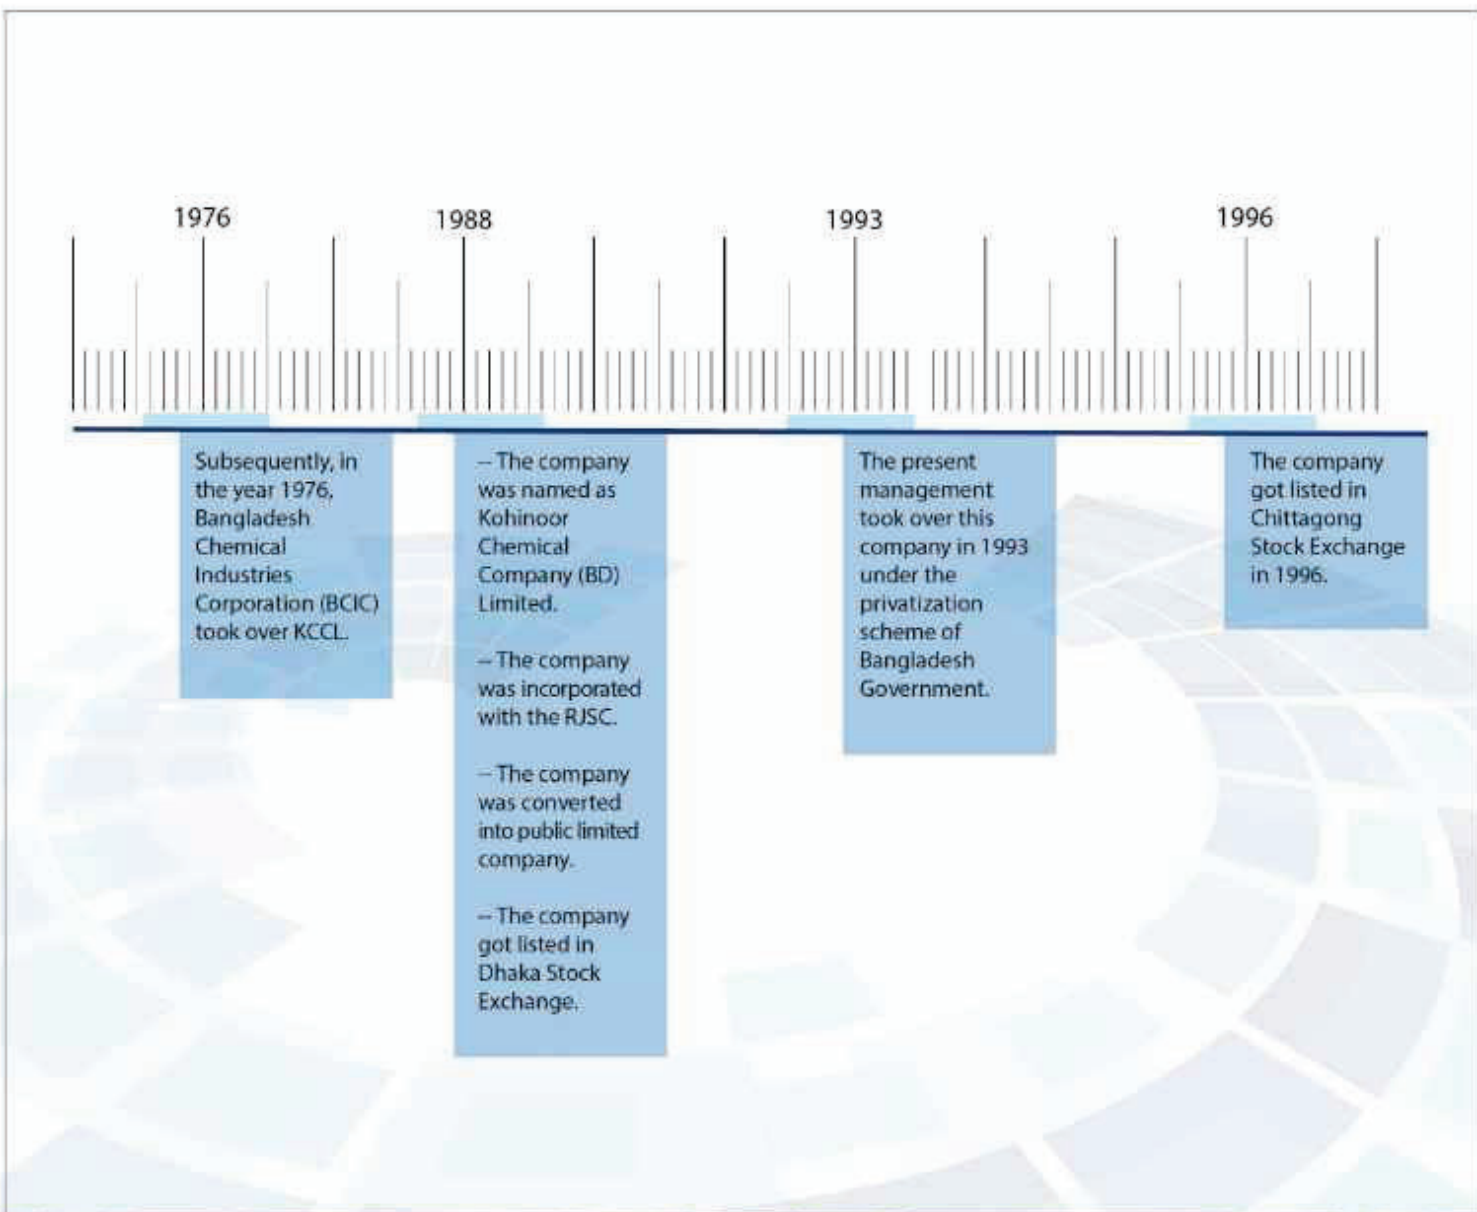 1976
1988
1993
1996
Subsequently, in
the year 1976,
Bangladesh
Chemical
Industries
Corporation (BCIC)
took over KCCL.
-- The company
was named as
Kohinoor
Chemical
Company (BD)
Limited.
-- The company
was incorporated
with the RJSC.
-- The company
was converted
into public limited
company.
-- The company
got listed in
Dhaka Stock
Exchange.
The present
management
took over this
company in 1993
under the
privatization
scheme of
Bangladesh
Government.
The company
got listed in
Chittagong
Stock Exchange
in 1996.